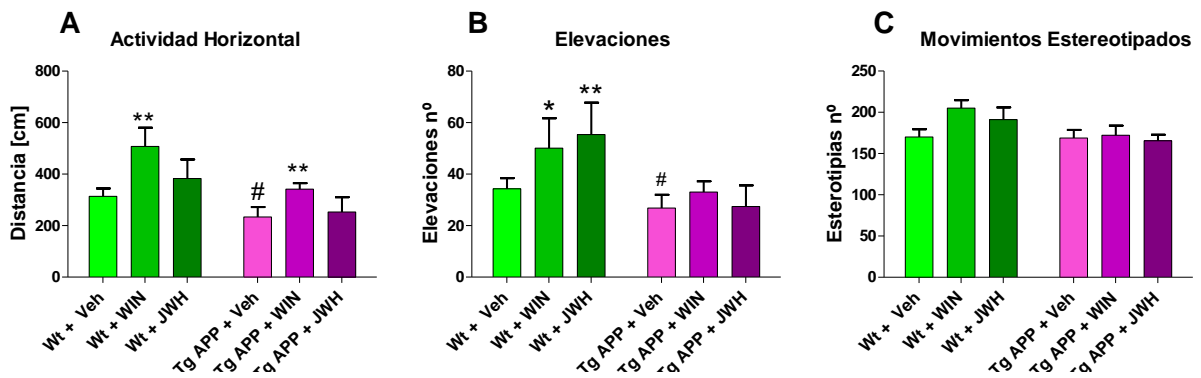 A
Actividad Horizontal
Distancia [cm]
800
600
400
200
0
**
#
**
Wt + Veh
Wt + WIN
Wt + JWH
Tg APP + Veh
Tg APP + WIN
Tg APP + JWH
B
Elevaciones
Elevaciones nº
80
60
40
20
0
*
**
#
Wt + Veh
Wt + WIN
Wt + JWH
Tg APP + Veh
Tg APP + WIN
Tg APP + JWH
C
Movimientos Estereotipados
Esterotipias nº
250
200
150
100
50
0
Wt + Veh
Wt + WIN
Wt + JWH
Tg APP + Veh
Tg APP + WIN
Tg APP + JWH